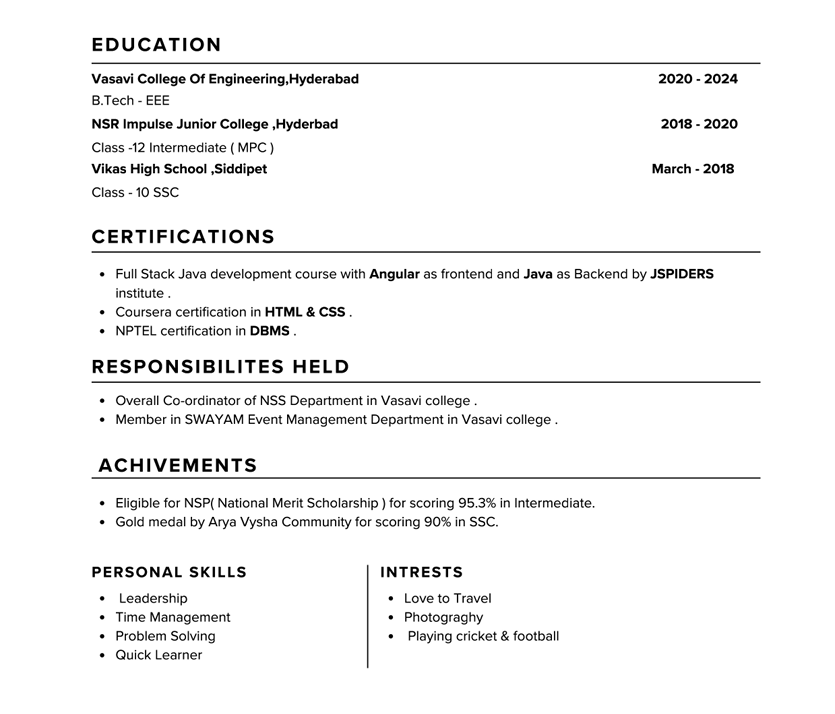 EDUCATION
Vasavi College Of Engineering,Hyderabad 2020 - 2024
B.Tech - EEE
NSR Impulse Junior College ,Hyderbad 2018 - 2020
Class -12 Intermediate ( MPC )
Vikas High School ,Siddipet March - 2018
Class - 10 SSC
CERTIFICATIONS
• Full Stack Java development course with Angular as frontend and Java as Backend by JSPIDERS
institute .
• Coursera certification in HTML & CSS .
• NPTEL certification in DBMS .
RESPONSIBILITES HELD
• Overall Co-ordinator of NSS Department in Vasavi college .
• Member in SWAYAM Event Management Department in Vasavi college .
ACHIVEMENTS
• Eligible for NSP( National Merit Scholarship ) for scoring 95.3% in Intermediate.
• Gold medal by Arya Vysha Community for scoring 90% in SSC.
PERSONAL SKILLS
• Leadership
• Time Management
• Problem Solving
• Quick Learner
INTRESTS
• Love to Travel
• Photograghy
• Playing cricket & football